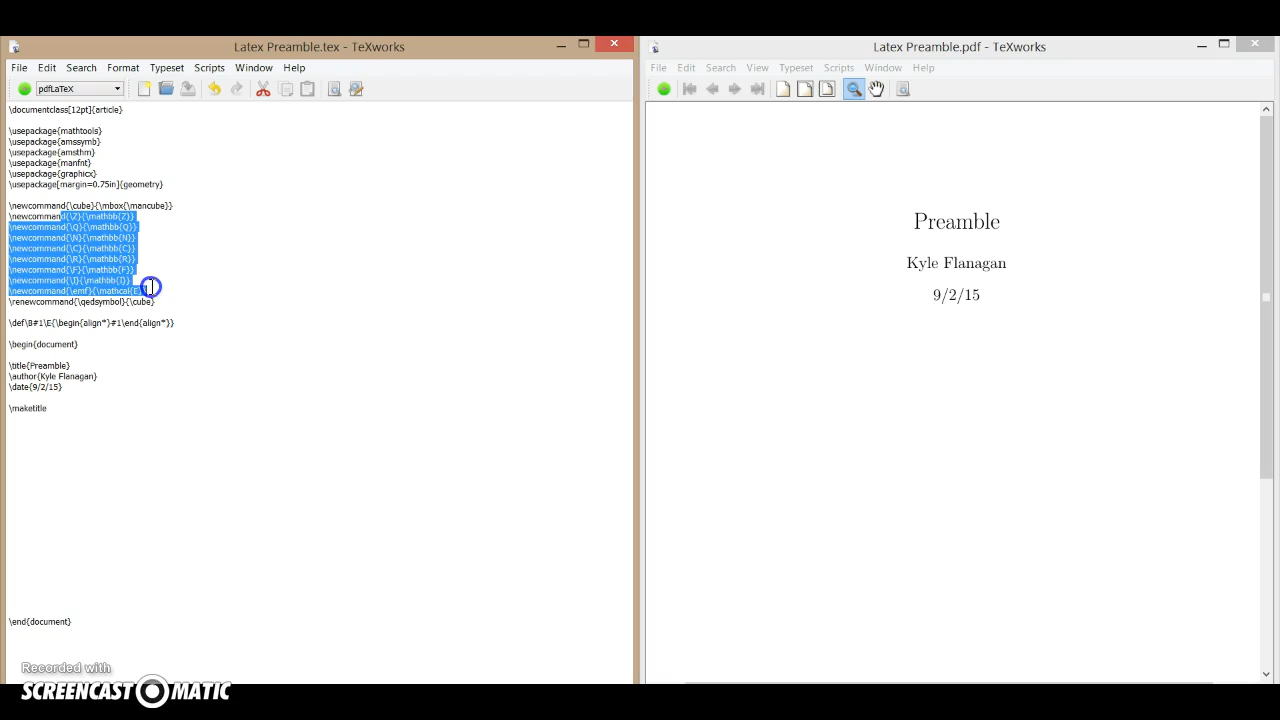 Latex Preamble.tex - TeXworks
File Edit Search Format Typeset Scripts Window Help
pdfLaTeX
\documentclass[12pt]{article}
\usepackage{mathtools}
\usepackage{amssymb}
\usepackage{amsthm}
\usepackage{manfnt}
\usepackage{graphicx}
\usepackage[margin=0.75in]{geometry}
\newcommand{\cube}{\mbox{\mancube}}
\newcommand{\Z}{\mathbb{Z}}
\newcommand{\Q}{\mathbb{Q}}
\newcommand{\N}{\mathbb{N}}
\newcommand{\C}{\mathbb{C}}
\newcommand{\R}{\mathbb{R}}
\newcommand{\F}{\mathbb{F}}
\newcommand{\I}{\mathbb{I}}
\newcommand{\emf}{\mathcal{E}
\renewcommand{\qedsymbol}{\cube}
\def\B#1\E{\begin{align*}#1\end{align*}}
\begin{document}
\title{Preamble}
\author{Kyle Flanagan}
\date{9/2/15}
\maketitle
\end{document}
Latex Preamble.pdf - TeXworks
File Edit Search View Typeset Scripts Window Help
Preamble
Kyle Flanagan
9/2/15
Recorded with
SCREENCAST MATIC